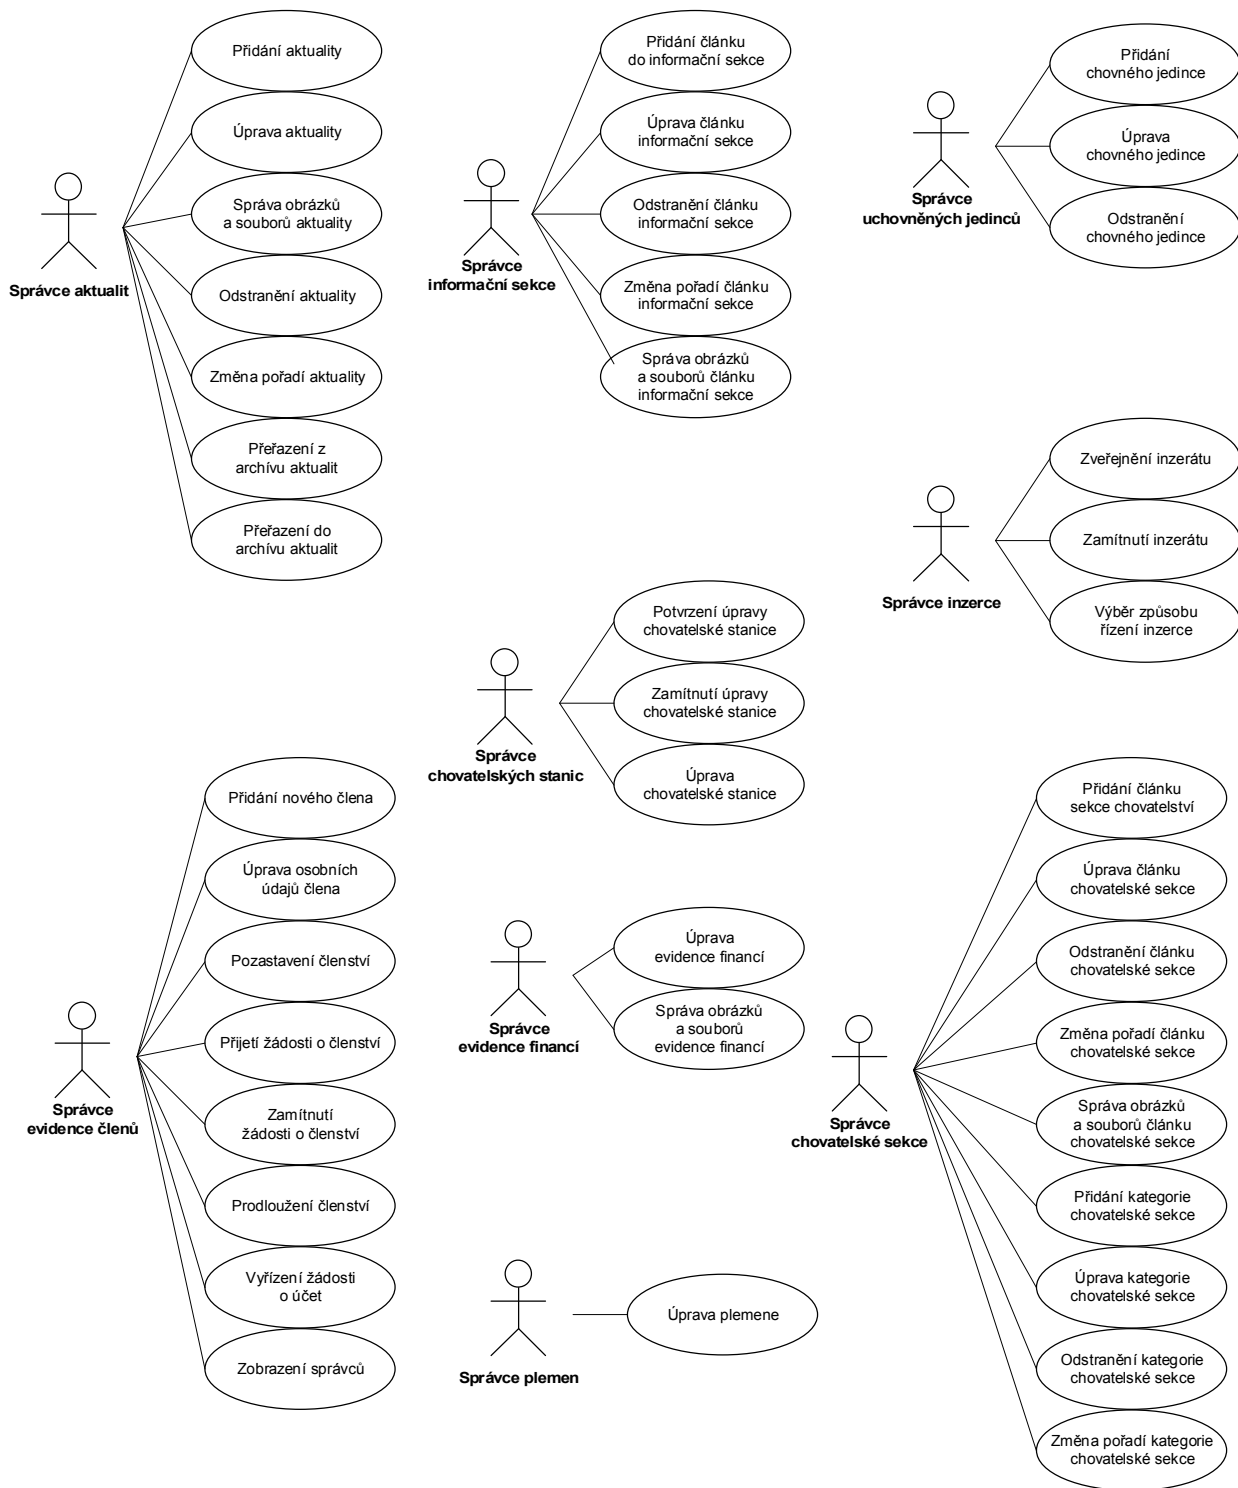 Přidání aktuality
Úprava aktuality
Správa obrázků
a souborů aktuality
Odstranění aktuality
Změna pořadí aktuality
Přeřazení z
archívu aktualit
Přeřazení do
archívu aktualit
Správce aktualit
Přidání článku
do informační sekce
Úprava článku
informační sekce
Odstranění článku
informační sekce
Změna pořadí článku
informační sekce
Správa obrázků
a souborů článku
informační sekce
Správce
informační sekce
Přidání
chovného jedince
Úprava
chovného jedince
Odstranění
chovného jedince
Správce
uchovněných jedinců
Zveřejnění inzerátu
Zamítnutí inzerátu
Výběr způsobu
řízení inzerce
Správce inzerce
Potvrzení úpravy
chovatelské stanice
Zamítnutí úpravy
chovatelské stanice
Úprava
chovatelské stanice
Správce
chovatelských stanic
Přidání nového člena
Úprava osobních
údajů člena
Pozastavení členství
Přijetí žádosti o členství
Zamítnutí
žádosti o členství
Prodloužení členství
Vyřízení žádosti
o účet
Zobrazení správců
Správce
evidence členů
Úprava
evidence financí
Správa obrázků
a souborů
evidence financí
Správce
evidence financí
Úprava plemene
Správce plemen
Přidání článku
sekce chovatelství
Úprava článku
chovatelské sekce
Odstranění článku
chovatelské sekce
Změna pořadí článku
chovatelské sekce
Správa obrázků
a souborů článku
chovatelské sekce
Přidání kategorie
chovatelské sekce
Úprava kategorie
chovatelské sekce
Odstranění kategorie
chovatelské sekce
Změna pořadí kategorie
chovatelské sekce
Správce
chovatelské sekce